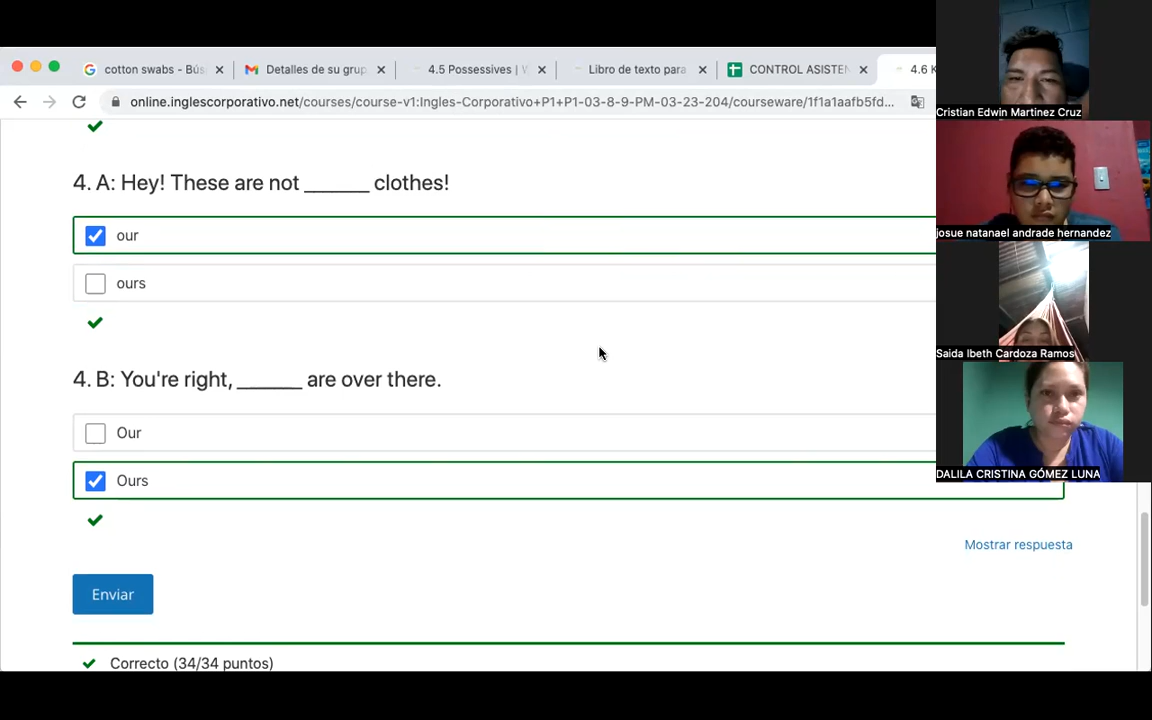 cotton swabs - Bús
Detalles de su grup
4.5 Possessives | W
Libro de texto para
CONTROL ASISTEN
4.6 K
online.inglescorporativo.net/courses/course-v1:Ingles-Corporativo+P1+P1-03-8-9-PM-03-23-204/courseware/1f1a1aafb5fd...
Cristian Edwin Martinez Cruz
4. A: Hey! These are not ______ clothes!
josue natanael andrade hernandez
our
ours
Saida Ibeth Cardoza Ramos
4. B: You're right, ______ are over there.
Our
DALILA CRISTINA GÓMEZ LUNA
Ours
Mostrar respuesta
Enviar
Correcto (34/34 puntos)